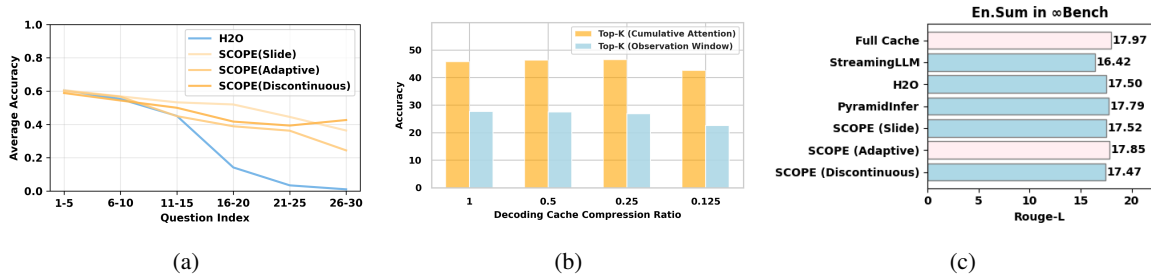 1.0
0.8
0.6
0.4
0.2
0.0
Average Accuracy
H2O
SCOPE(Slide)
SCOPE(Adaptive)
SCOPE(Discontinuous)
1-5 6-10 11-15 16-20 21-25 26-30
Question Index
(a)
50
40
30
20
10
0
Accuracy
Top-K (Cumulative Attention)
Top-K (Observation Window)
1 0.5 0.25 0.125
Decoding Cache Compression Ratio
(b)
En.Sum in ∞Bench
Full Cache 17.97
StreamingLLM 16.42
H2O 17.50
PyramidInfer 17.79
SCOPE (Slide) 17.52
SCOPE (Adaptive) 17.85
SCOPE (Discontinuous) 17.47
0 5 10 15 20
Rouge-L
(c)